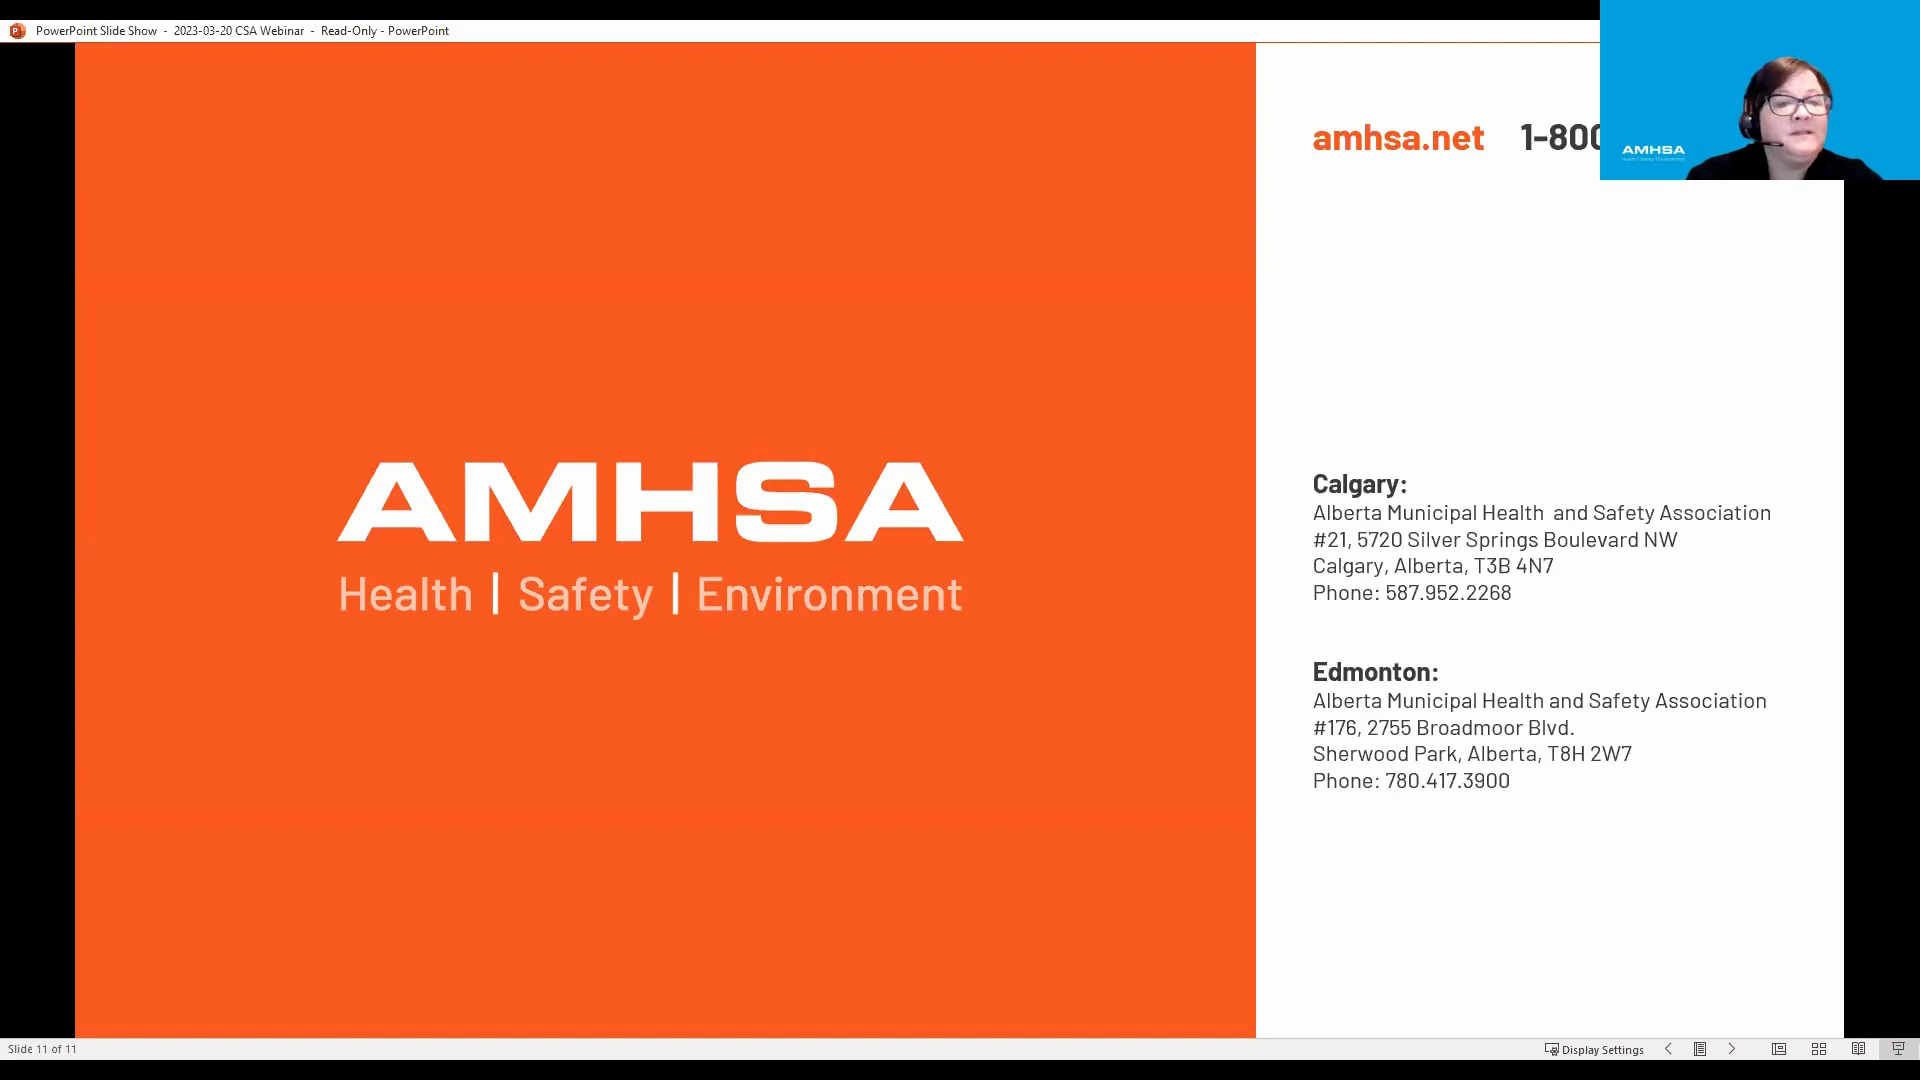 PowerPoint Slide Show - 2023-03-20 CSA Webinar - Read-Only - PowerPoint
amhsa.net 1-800
AMHSA
Health | Safety | Environment
AMHSA
Health | Safety | Environment
Calgary:
Alberta Municipal Health and Safety Association
#21, 5720 Silver Springs Boulevard NW
Calgary, Alberta, T3B 4N7
Phone: 587.952.2268
Edmonton:
Alberta Municipal Health and Safety Association
#176, 2755 Broadmoor Blvd.
Sherwood Park, Alberta, T8H 2W7
Phone: 780.417.3900
Slide 11 of 11
Display Settings